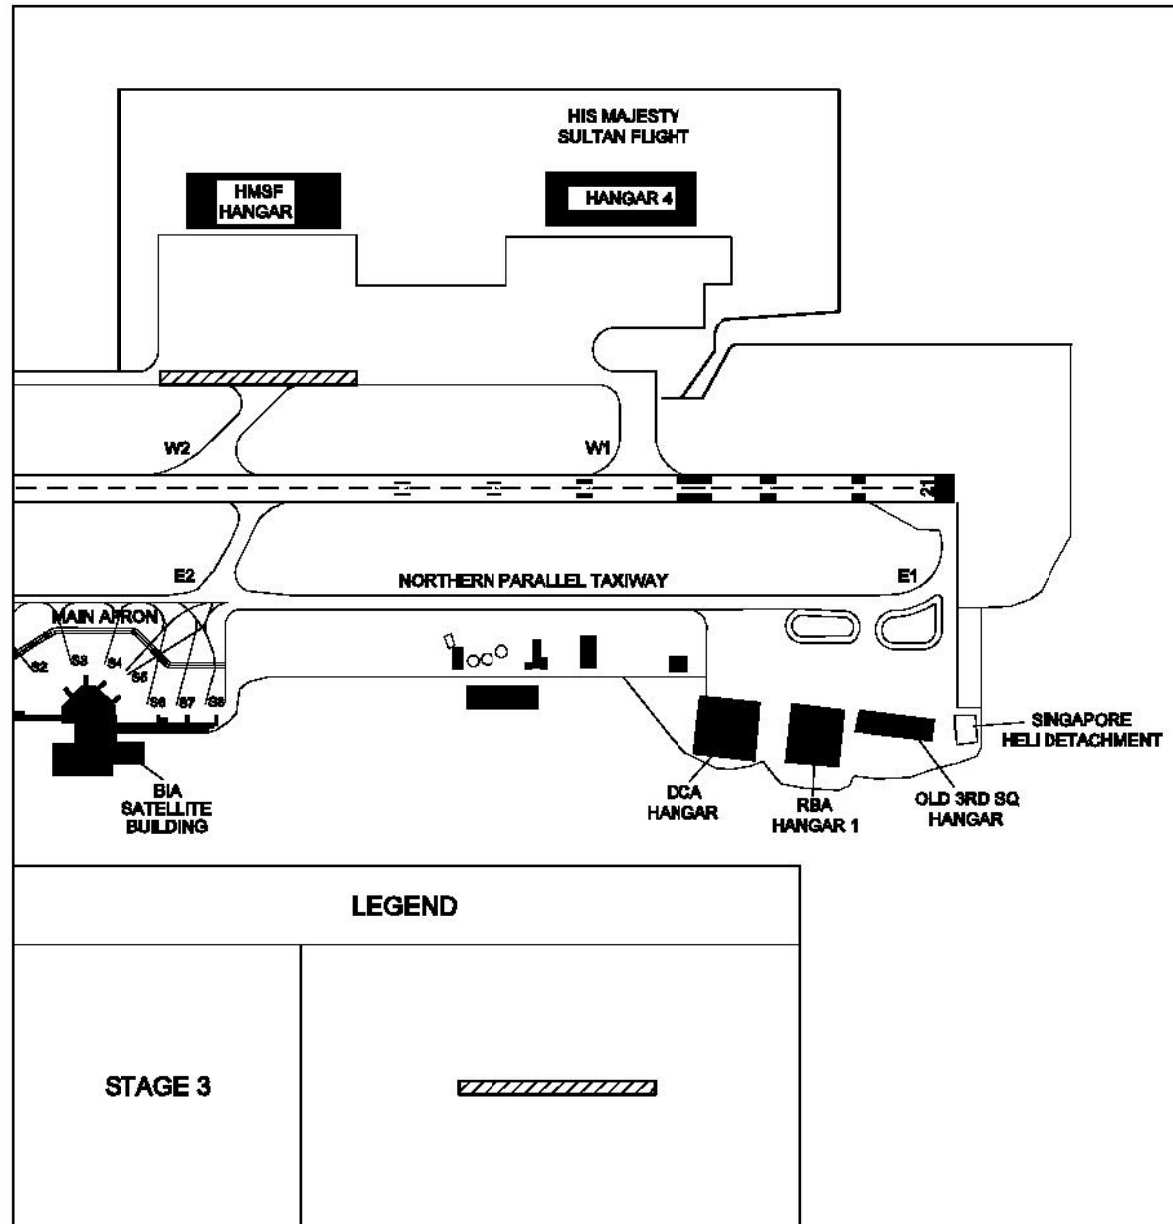 HIS MAJESTY
SULTAN FLIGHT
HMSF
HANGAR
HANGAR 4
W2
W1
21
E2
NORTHERN PARALLEL TAXIWAY
E1
MAIN APRON
S2
S3
S4
S5
S6
S7
S8
SINGAPORE
HELI DETACHMENT
BIA
SATELLITE
BUILDING
DCA
HANGAR
RBA
HANGAR 1
OLD 3RD SQ
HANGAR
LEGEND
STAGE 3